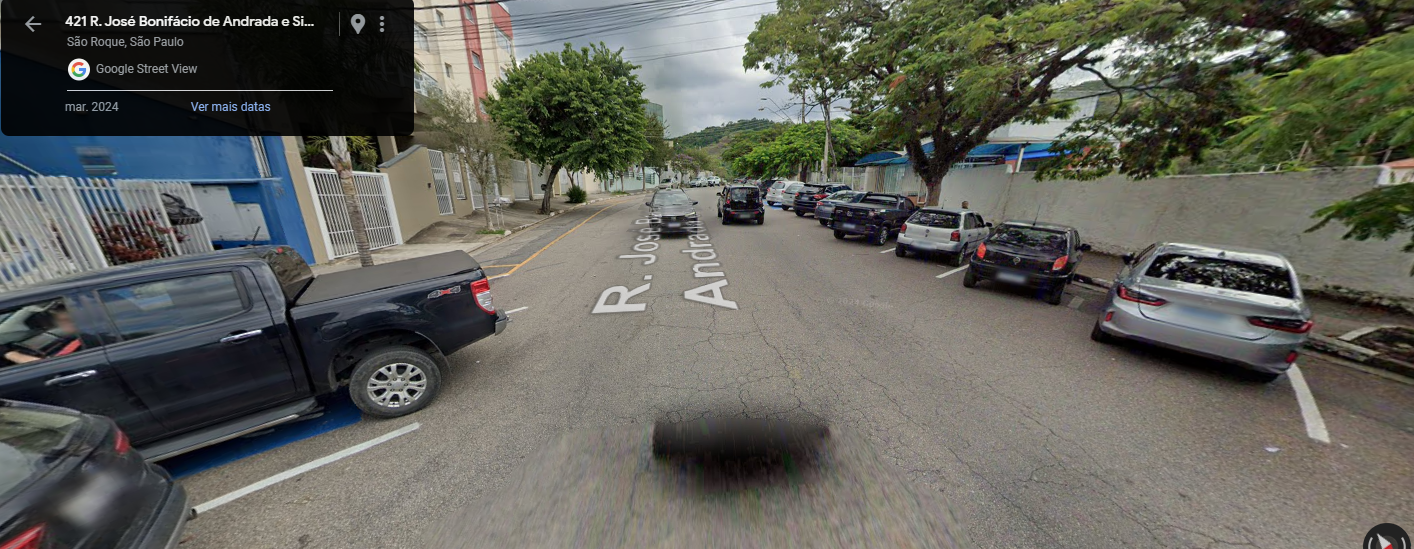 421 R. José Bonifácio de Andrada e Si...
São Roque, São Paulo
Google Street View
mar. 2024
Ver mais datas
4x4
R. José B
Andrada